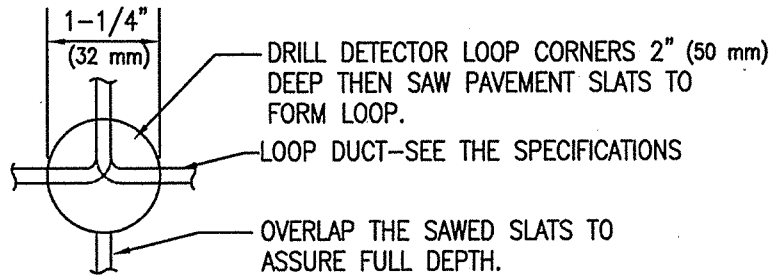 1-1/4"
(32 mm)
DRILL DETECTOR LOOP CORNERS 2" (50 mm)
DEEP THEN SAW PAVEMENT SLATS TO
FORM LOOP.
LOOP DUCT-SEE THE SPECIFICATIONS
OVERLAP THE SAWED SLATS TO
ASSURE FULL DEPTH.